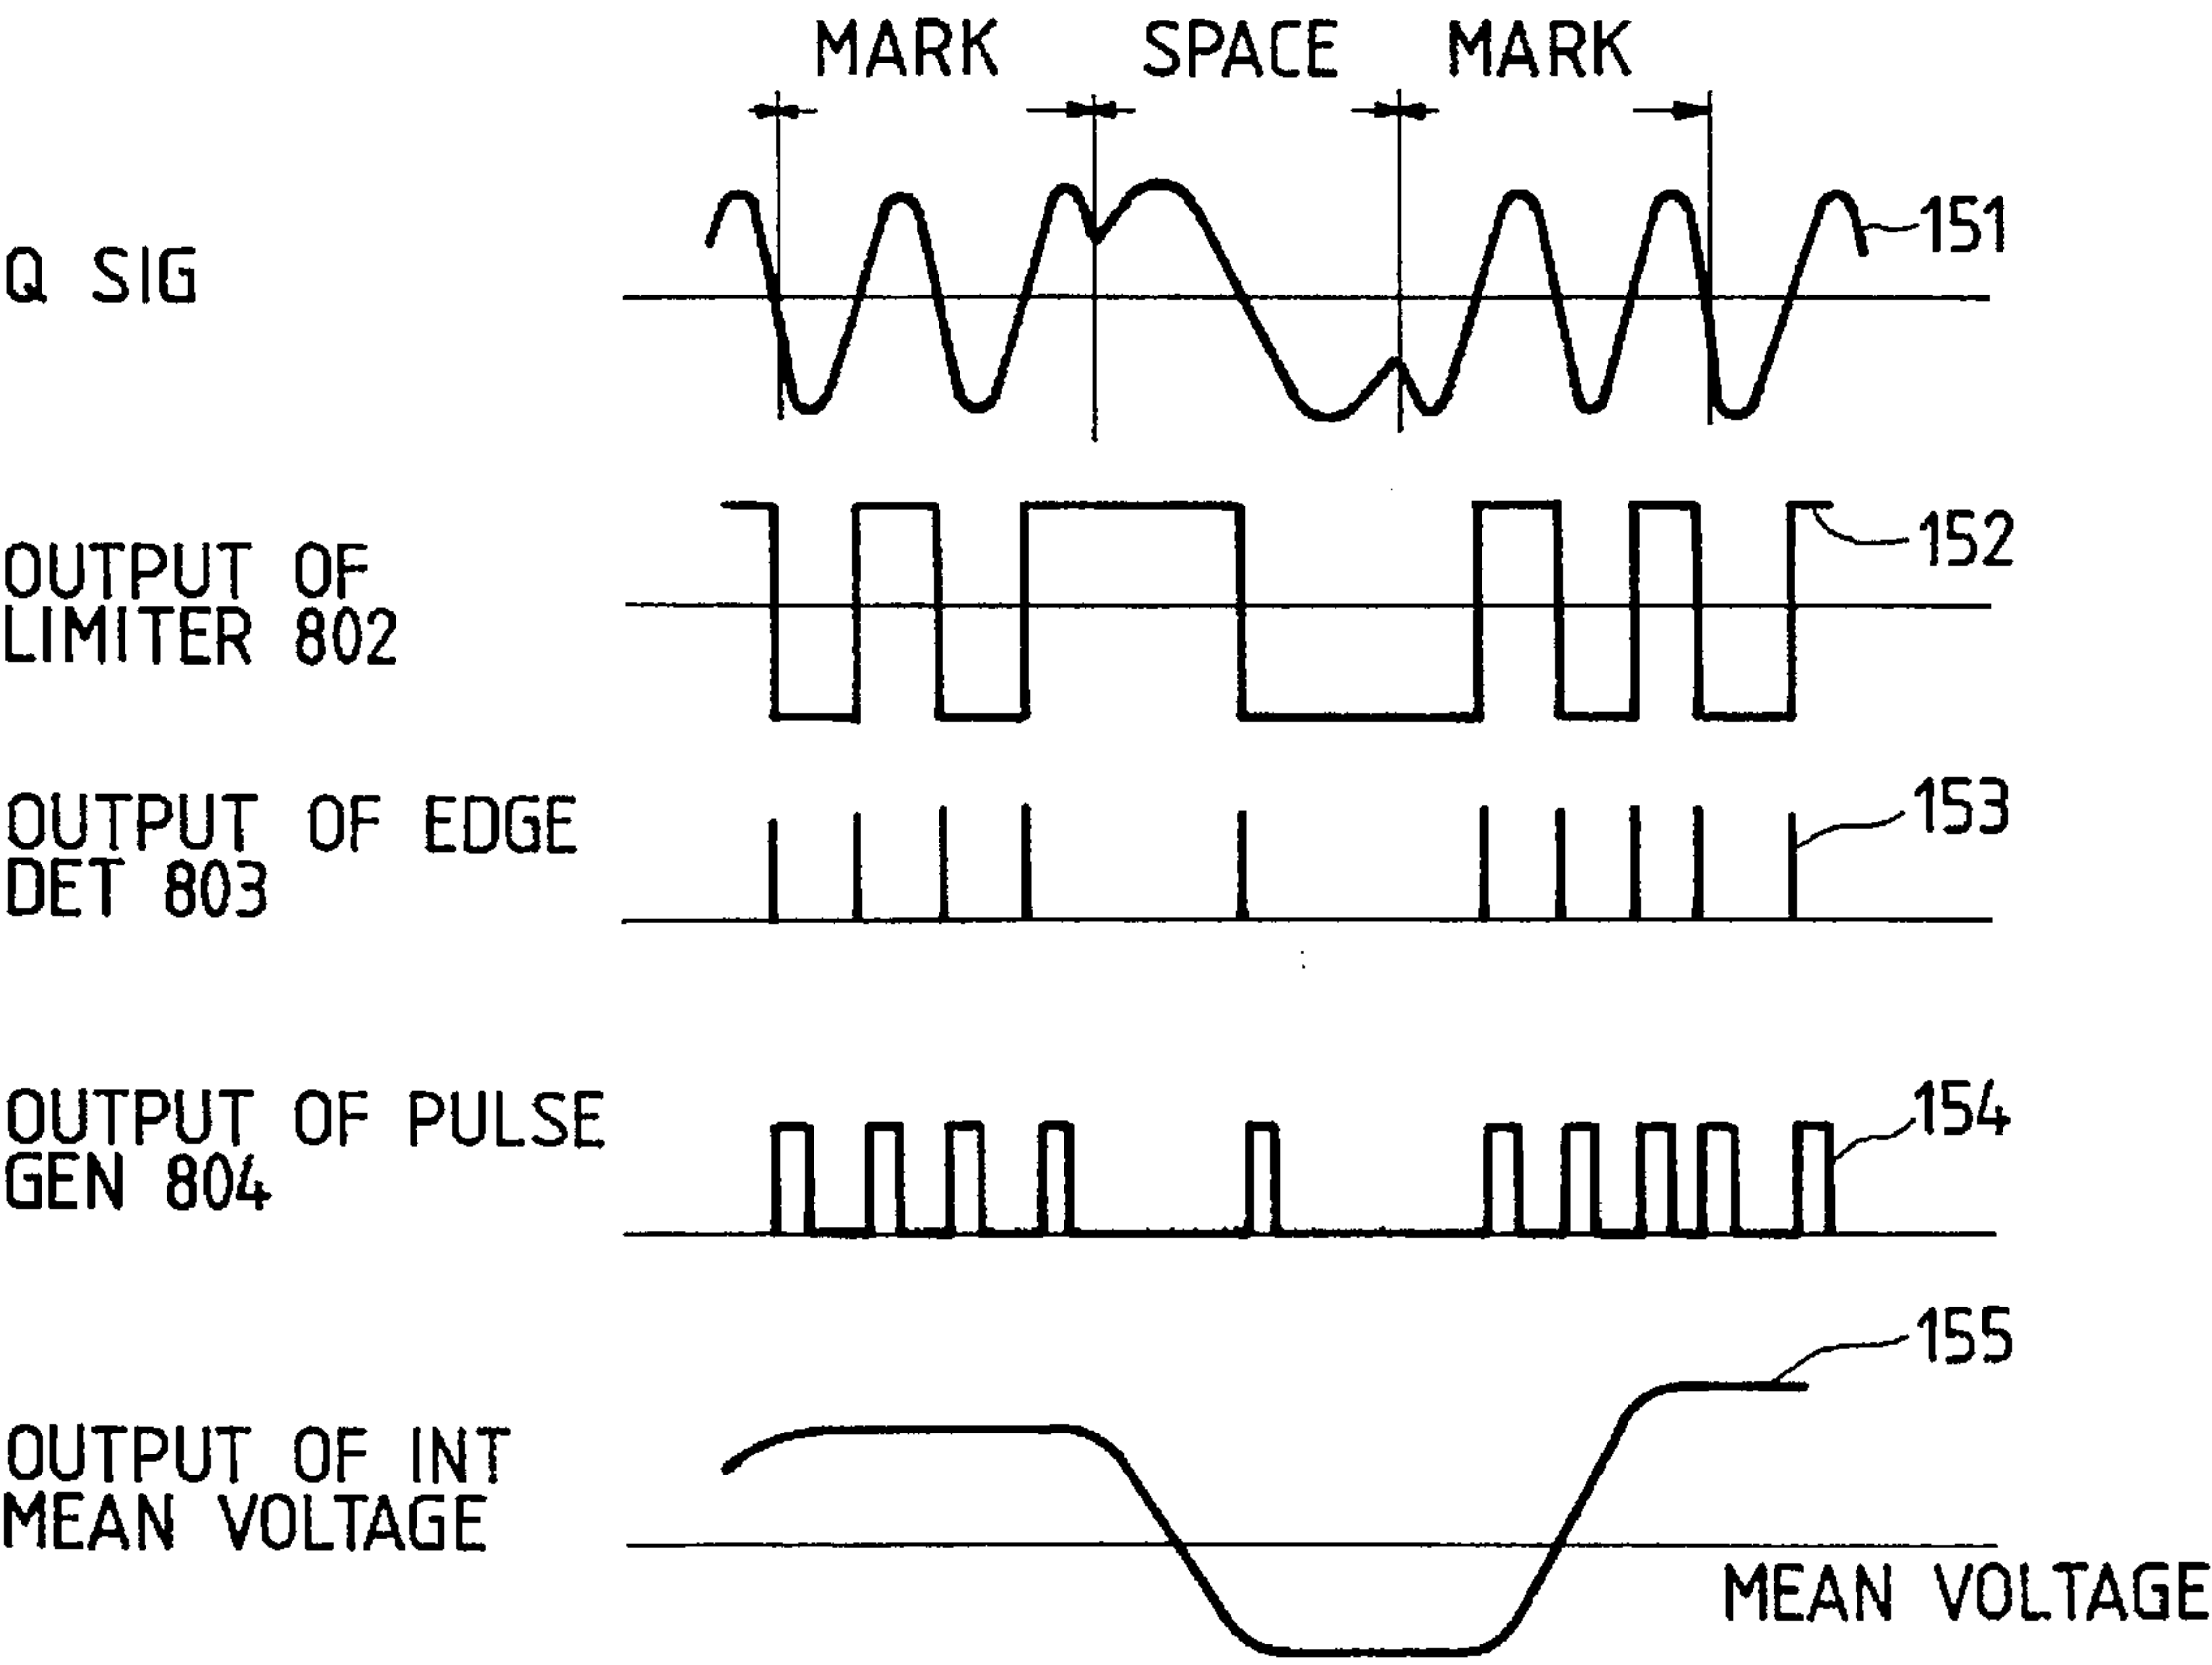 MARK SPACE MARK
Q SIG
151
OUTPUT OF
LIMITER 802
152
OUTPUT OF EDGE
DET 803
153
OUTPUT OF PULSE
GEN 804
154
155
OUTPUT OF INT
MEAN VOLTAGE
MEAN VOLTAGE